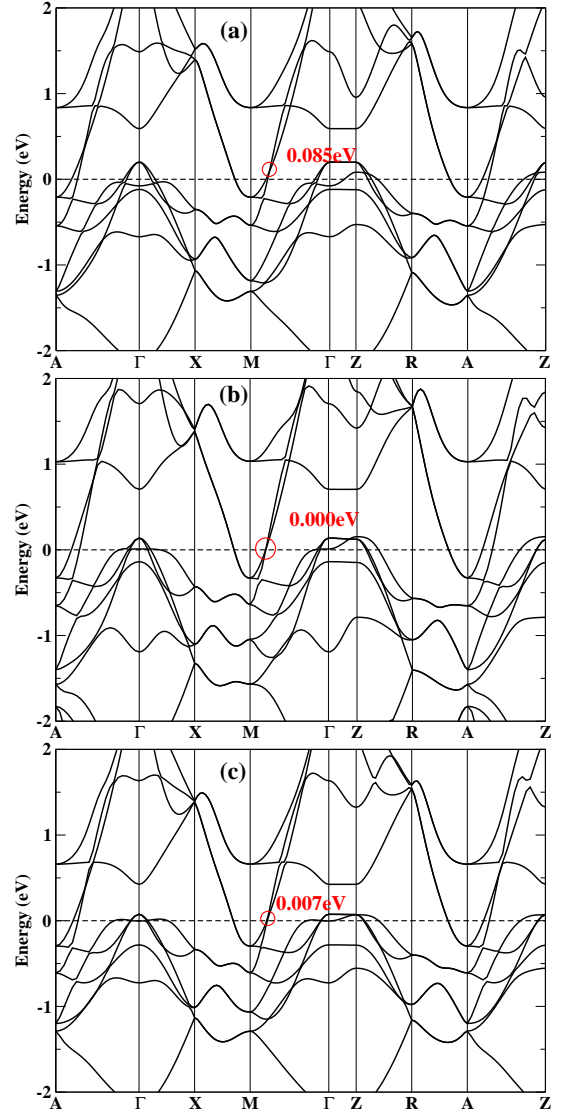 2
(a)
1
0.085eV
0
-1
-2
Energy (eV)
A Γ X M Γ Z R A Z
2
(b)
1
0.000eV
0
-1
-2
Energy (eV)
A Γ X M Γ Z R A Z
2
(c)
1
0.007eV
0
-1
-2
Energy (eV)
A Γ X M Γ Z R A Z